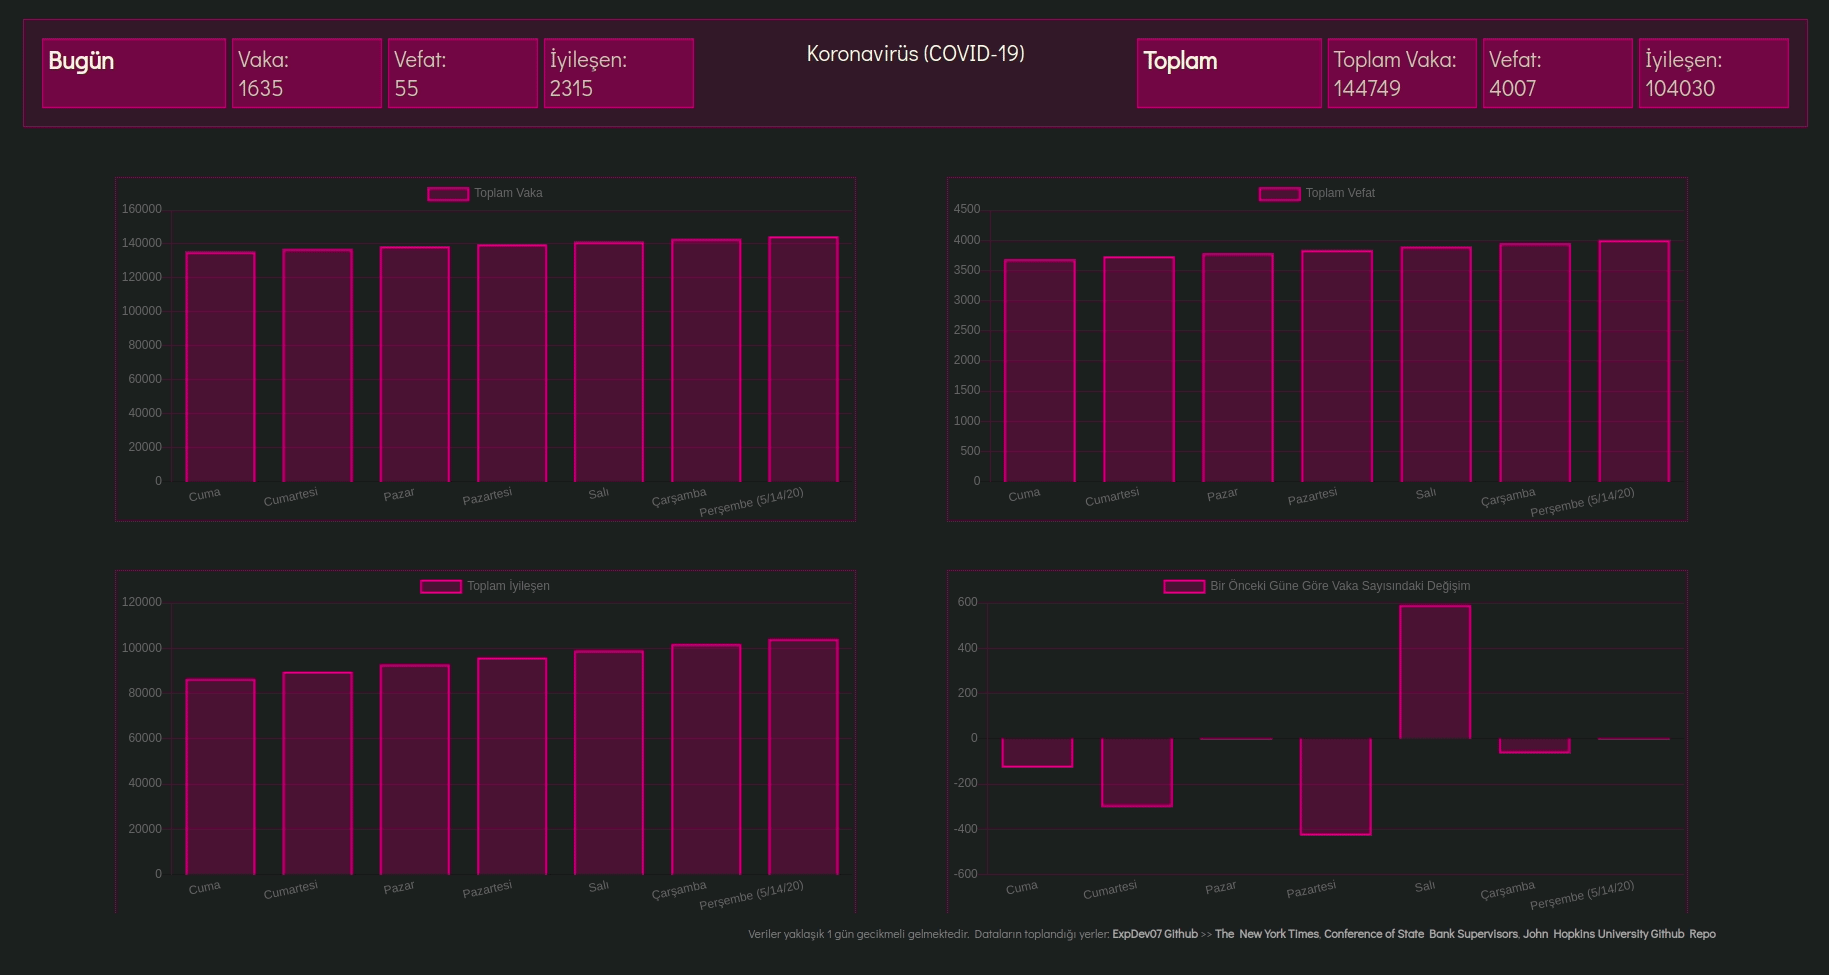 Bugün
Vaka:
1635
Vefat:
55
İyileşen:
2315
Koronavirüs (COVID-19)
Toplam
Toplam Vaka:
144749
Vefat:
4007
İyileşen:
104030
Toplam Vaka
160000
140000
120000
100000
80000
60000
40000
20000
0
Cuma
Cumartesi
Pazar
Pazartesi
Salı
Çarşamba
Perşembe (5/14/20)
Toplam Vefat
4500
4000
3500
3000
2500
2000
1500
1000
500
0
Cuma
Cumartesi
Pazar
Pazartesi
Salı
Çarşamba
Perşembe (5/14/20)
Toplam İyileşen
120000
100000
80000
60000
40000
20000
0
Cuma
Cumartesi
Pazar
Pazartesi
Salı
Çarşamba
Perşembe (5/14/20)
Bir Önceki Güne Göre Vaka Sayısındaki Değişim
600
400
200
0
-200
-400
-600
Cuma
Cumartesi
Pazar
Pazartesi
Salı
Çarşamba
Perşembe (5/14/20)
Veriler yaklaşık 1 gün gecikmeli gelmektedir. Dataların toplandığı yerler: ExpDev07 Github >> The New York Times, Conference of State Bank Supervisors, John Hopkins University Github Repo